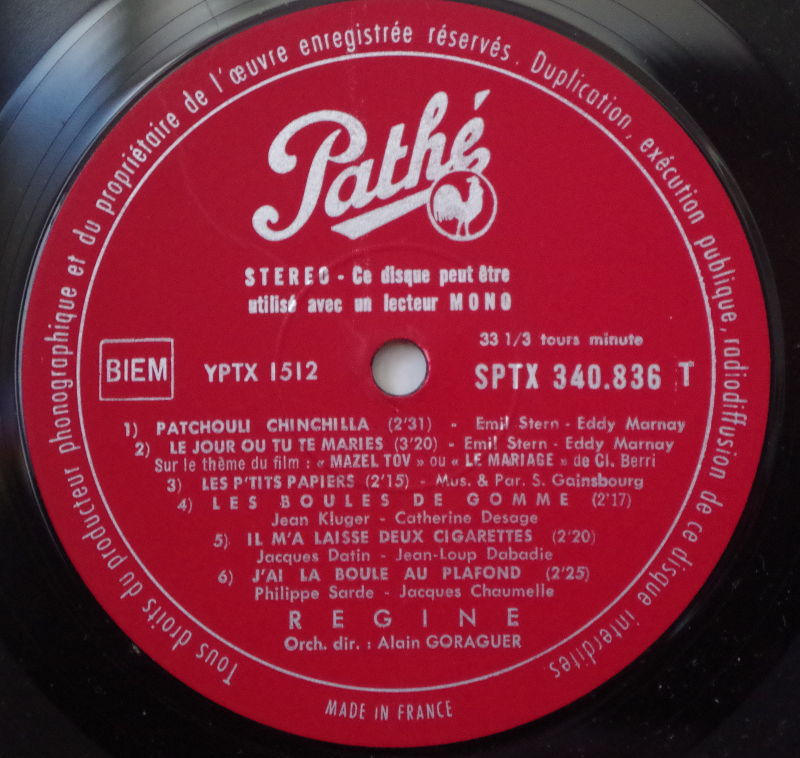 Tous droits du producteur phonographique et du propriétaire de l'œuvre enregistrée réservés. Duplication, exécution publique, radiodiffusion de ce disque interdites.
Pathé
STEREO - Ce disque peut être
utilisé avec un lecteur MONO
33 1/3 tours minute
BIEM
YPTX 1512
SPTX 340.836 T
1) PATCHOULI CHINCHILLA (2'31) - Emil Stern - Eddy Marnay
2) LE JOUR OU TU TE MARIES (3'20) - Emil Stern - Eddy Marnay
Sur le thème du film : « MAZEL TOV » ou « LE MARIAGE » de Cl. Berri
3) LES P'TITS PAPIERS (2'15) - Mus. & Par. S. Gainsbourg
4) LES BOULES DE GOMME (2'17)
Jean Kluger - Catherine Desage
5) IL M'A LAISSE DEUX CIGARETTES (2'20)
Jacques Datin - Jean-Loup Dabadie
6) J'AI LA BOULE AU PLAFOND (2'25)
Philippe Sarde - Jacques Chaumelle
REGINE
Orch. dir. : Alain GORAGUER
MADE IN FRANCE